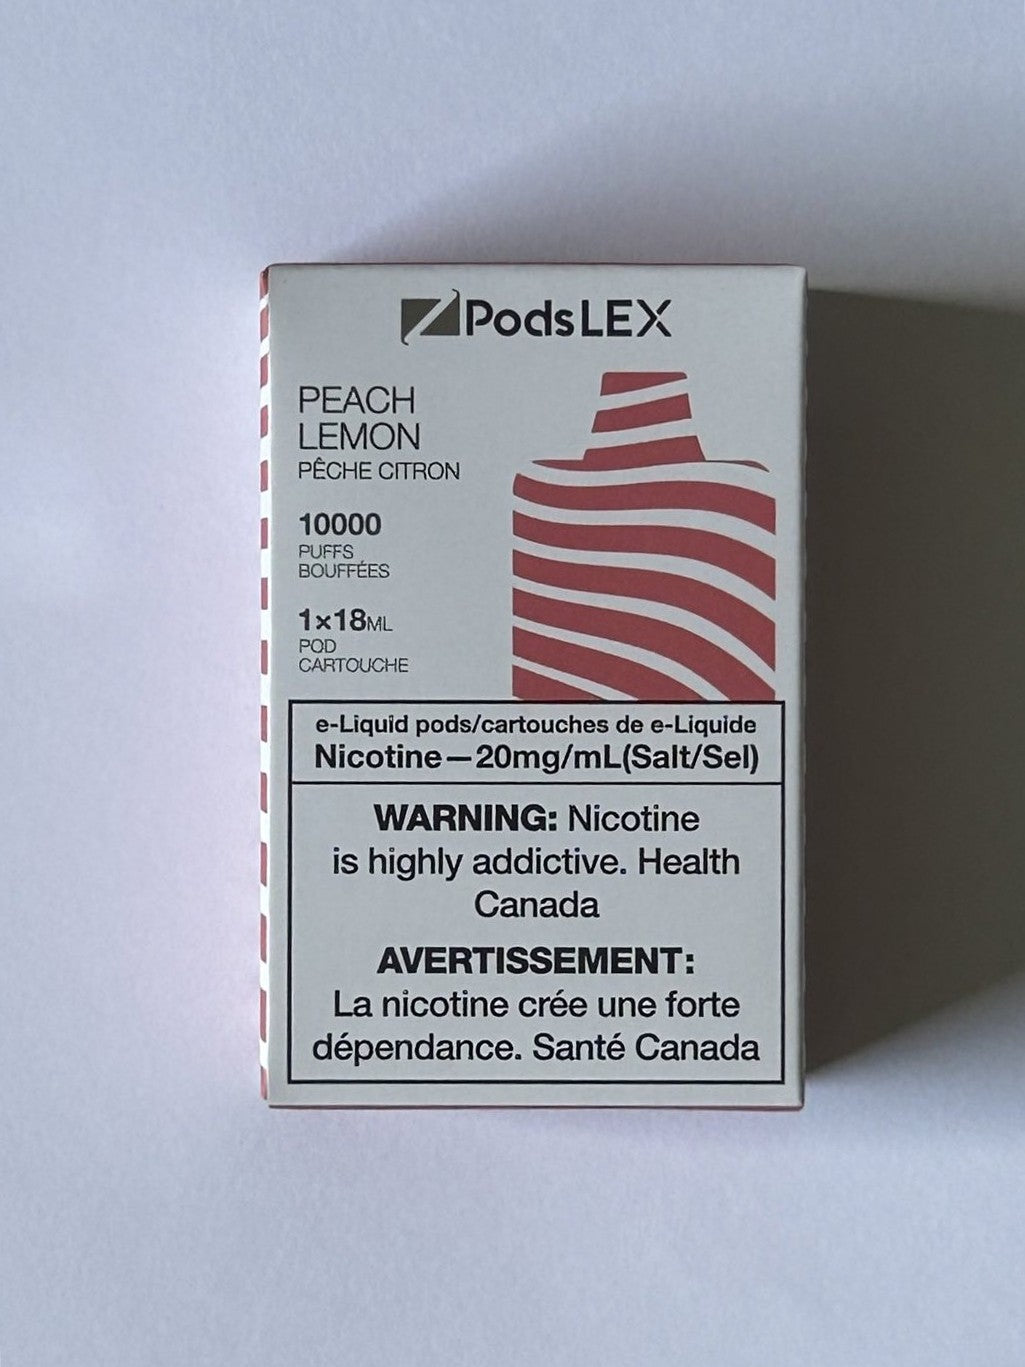 ZPodsLEX
PEACH
LEMON
PÊCHE CITRON
10000
PUFFS
BOUFFÉES
1×18ML
POD
CARTOUCHE
e-Liquid pods/cartouches de e-Liquide
Nicotine—20mg/mL(Salt/Sel)
WARNING: Nicotine
is highly addictive. Health
Canada
AVERTISSEMENT:
La nicotine crée une forte
dépendance. Santé Canada